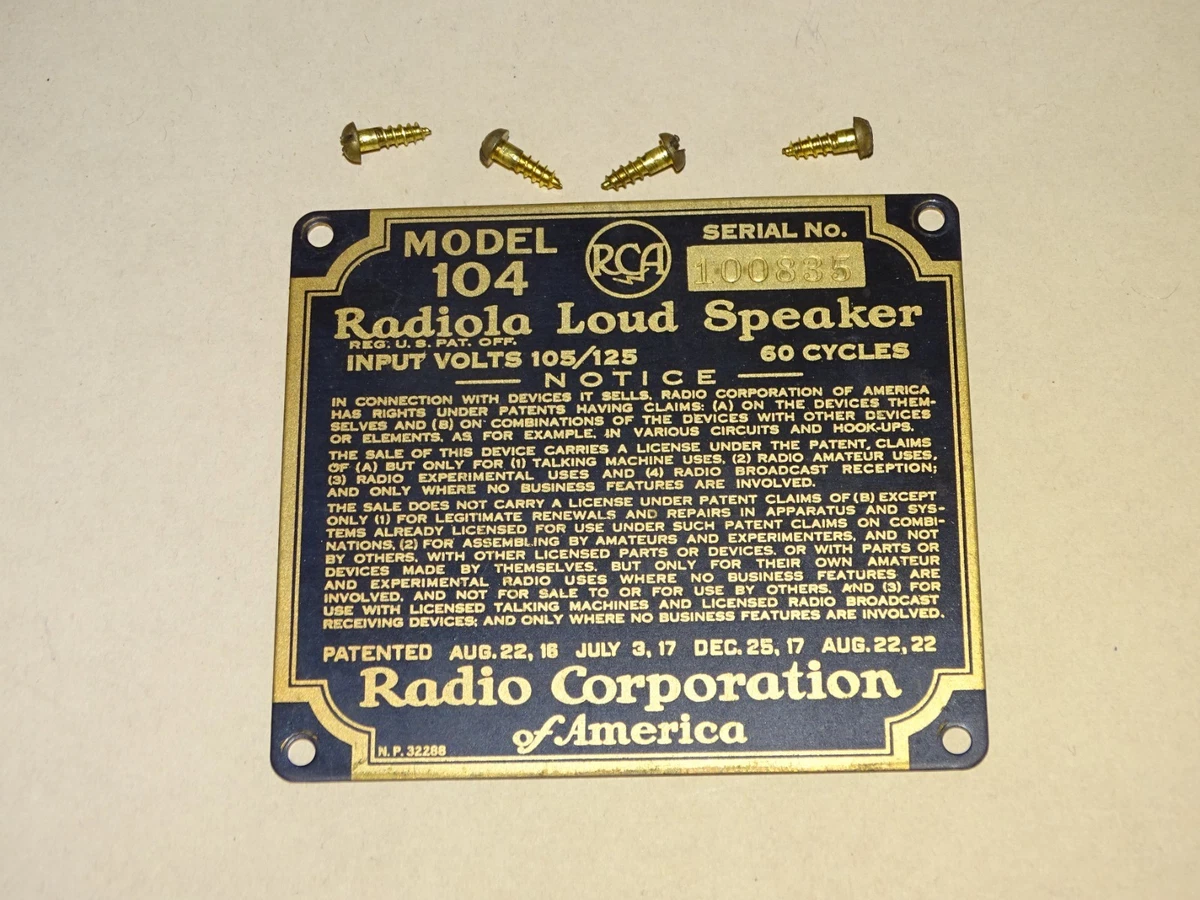 MODEL
104
RCA
SERIAL No.
100835
Radiola Loud Speaker
REG. U. S. PAT. OFF.
INPUT VOLTS 105/125 60 CYCLES
NOTICE
IN CONNECTION WITH DEVICES IT SELLS, RADIO CORPORATION OF AMERICA
HAS RIGHTS UNDER PATENTS HAVING CLAIMS: (A) ON THE DEVICES THEM-
SELVES AND (B) ON COMBINATIONS OF THE DEVICES WITH OTHER DEVICES
OR ELEMENTS, AS, FOR EXAMPLE, IN VARIOUS CIRCUITS AND HOOK-UPS.
THE SALE OF THIS DEVICE CARRIES A LICENSE UNDER THE PATENT, CLAIMS
OF (A) BUT ONLY FOR (1) TALKING MACHINE USES, (2) RADIO AMATEUR USES,
(3) RADIO EXPERIMENTAL USES AND (4) RADIO BROADCAST RECEPTION;
AND ONLY WHERE NO BUSINESS FEATURES ARE INVOLVED.
THE SALE DOES NOT CARRY A LICENSE UNDER PATENT CLAIMS OF (B) EXCEPT
ONLY (1) FOR LEGITIMATE RENEWALS AND REPAIRS IN APPARATUS AND SYS-
TEMS ALREADY LICENSED FOR USE UNDER SUCH PATENT CLAIMS ON COMBI-
NATIONS, (2) FOR ASSEMBLING BY AMATEURS AND EXPERIMENTERS, AND NOT
BY OTHERS, WITH OTHER LICENSED PARTS OR DEVICES, OR WITH PARTS OR
DEVICES MADE BY THEMSELVES, BUT ONLY FOR THEIR OWN AMATEUR
AND EXPERIMENTAL RADIO USES WHERE NO BUSINESS FEATURES ARE
INVOLVED, AND NOT FOR SALE TO OR FOR USE BY OTHERS, AND (3) FOR
USE WITH LICENSED TALKING MACHINES AND LICENSED RADIO BROADCAST
RECEIVING DEVICES; AND ONLY WHERE NO BUSINESS FEATURES ARE INVOLVED.
PATENTED AUG. 22, 16 JULY 3, 17 DEC. 25, 17 AUG. 22, 22
Radio Corporation
of America
N. P. 32288